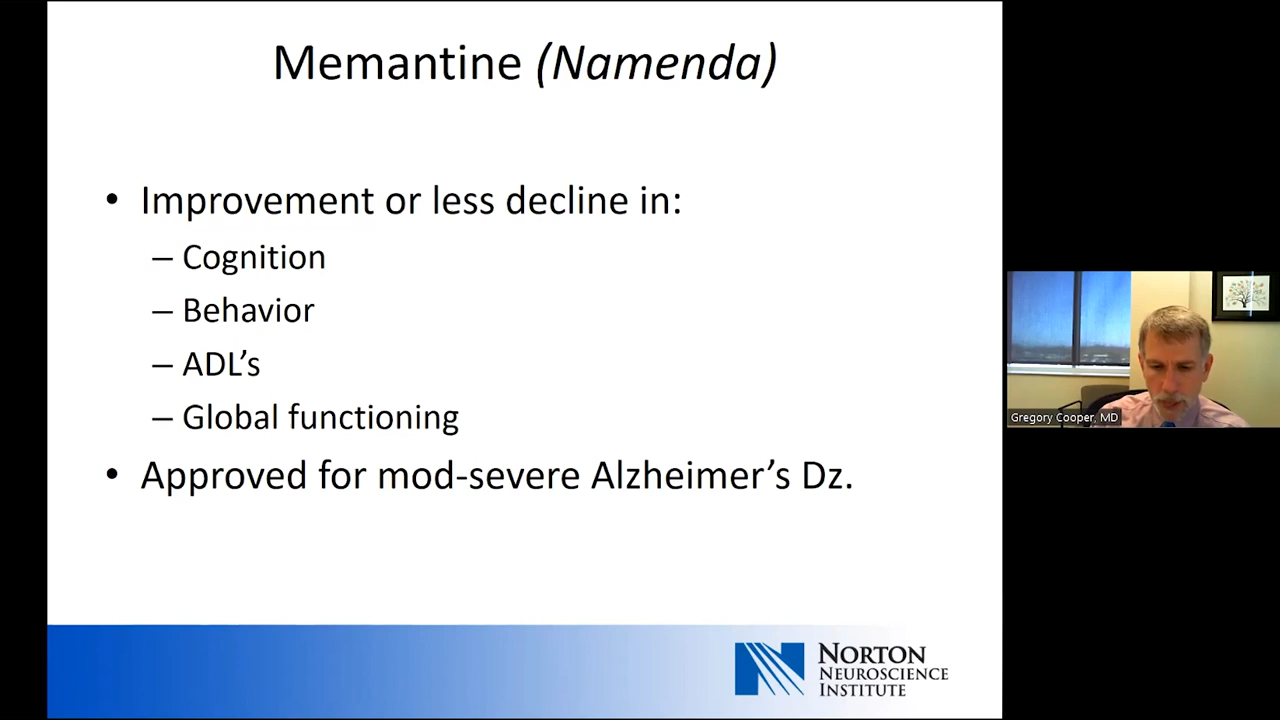 Memantine (Namenda)
• Improvement or less decline in:
– Cognition
– Behavior
– ADL’s
– Global functioning
• Approved for mod-severe Alzheimer’s Dz.
NORTON
NEUROSCIENCE
INSTITUTE
Gregory Cooper, MD